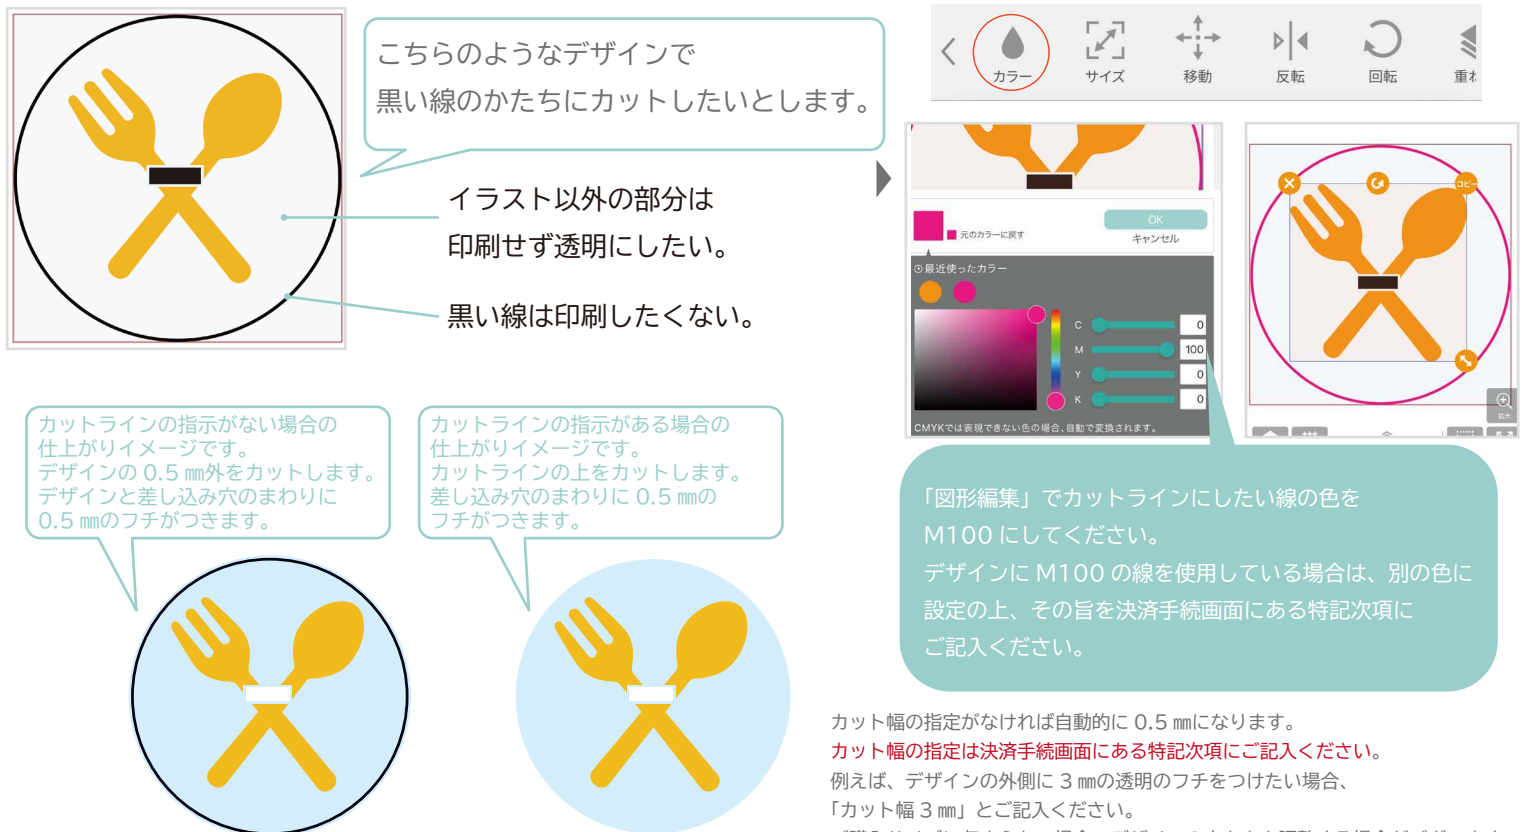 こちらのようなデザインで
黒い線のかたちにカットしたいとします。
イラスト以外の部分は
印刷せず透明にしたい。
黒い線は印刷したくない。
カットラインの指示がない場合の
仕上がりイメージです。
デザインの 0.5 ㎜外をカットします。
デザインと差し込み穴のまわりに
0.5 ㎜のフチがつきます。
カットラインの指示がある場合の
仕上がりイメージです。
カットラインの上をカットします。
差し込み穴のまわりに 0.5 ㎜の
フチがつきます。
カラー サイズ 移動 反転 回転 重ね
元のカラーに戻す
OK
キャンセル
最近使ったカラー
C 0
M 100
Y 0
K 0
CMYKでは表現できない色の場合、自動で変換されます。
コピー
拡大
「図形編集」でカットラインにしたい線の色を
M100 にしてください。
デザインに M100 の線を使用している場合は、別の色に
設定の上、その旨を決済手続画面にある特記次項に
ご記入ください。
カット幅の指定がなければ自動的に 0.5 ㎜になります。
カット幅の指定は決済手続画面にある特記次項にご記入ください。
例えば、デザインの外側に 3 ㎜の透明のフチをつけたい場合、
「カット幅 3 ㎜」とご記入ください。